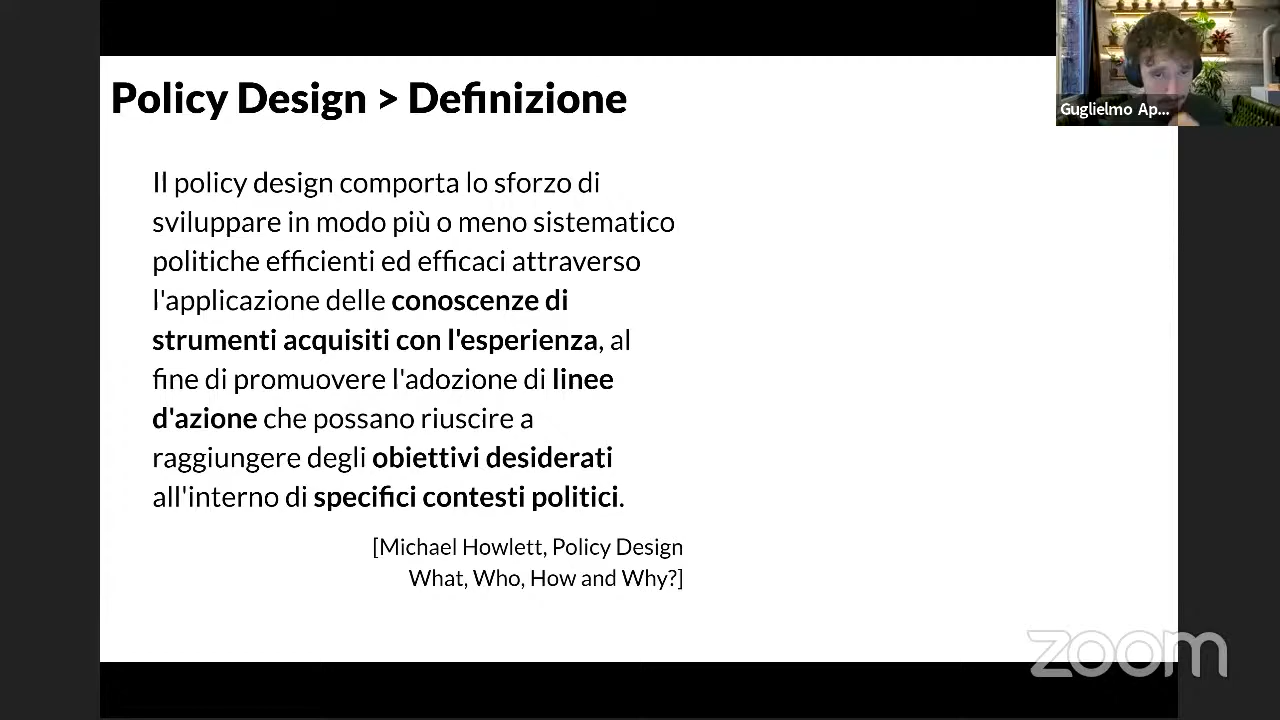 Policy Design > Definizione
Guglielmo Ap...
Il policy design comporta lo sforzo di
sviluppare in modo più o meno sistematico
politiche efficienti ed efficaci attraverso
l'applicazione delle conoscenze di
strumenti acquisiti con l'esperienza, al
fine di promuovere l'adozione di linee
d'azione che possano riuscire a
raggiungere degli obiettivi desiderati
all'interno di specifici contesti politici.
[Michael Howlett, Policy Design
What, Who, How and Why?]
zoom